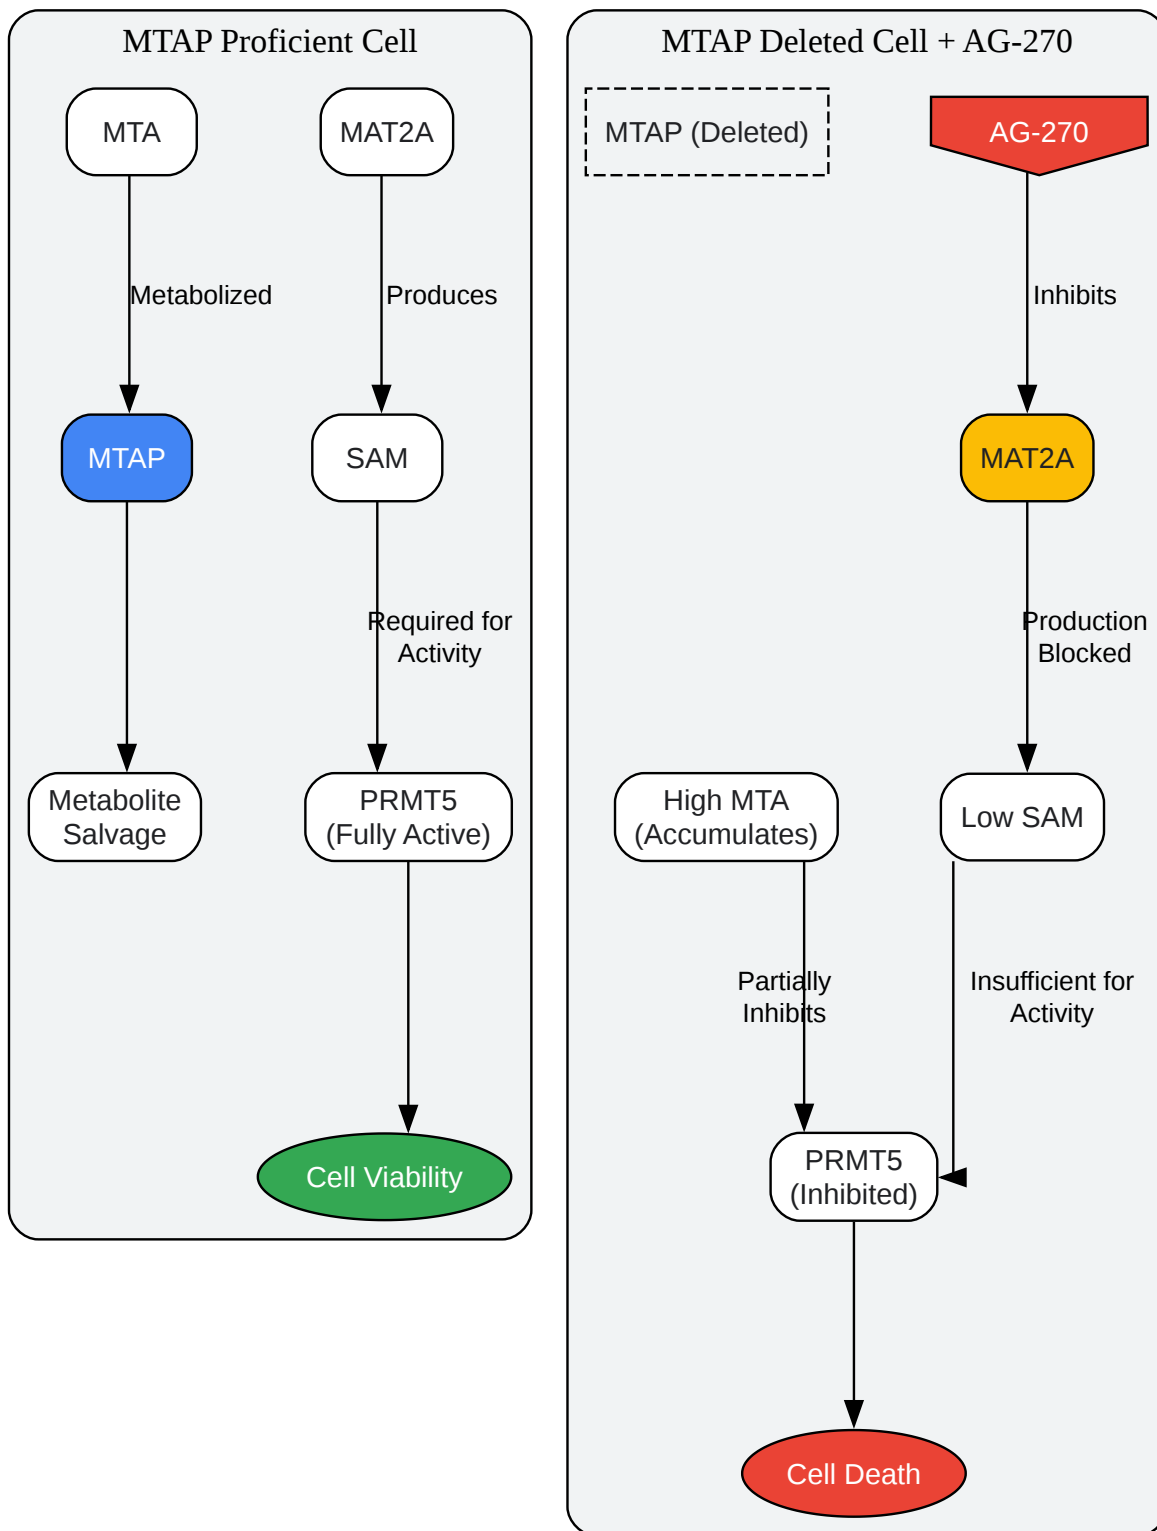 MTAP Proficient Cell
MTA
MAT2A
Metabolized
Produces
MTAP
SAM
Required for
Activity
Metabolite
Salvage
PRMT5
(Fully Active)
Cell Viability
MTAP Deleted Cell + AG-270
MTAP (Deleted)
AG-270
Inhibits
MAT2A
Production
Blocked
High MTA
(Accumulates)
Low SAM
Partially
Inhibits
Insufficient for
Activity
PRMT5
(Inhibited)
Cell Death